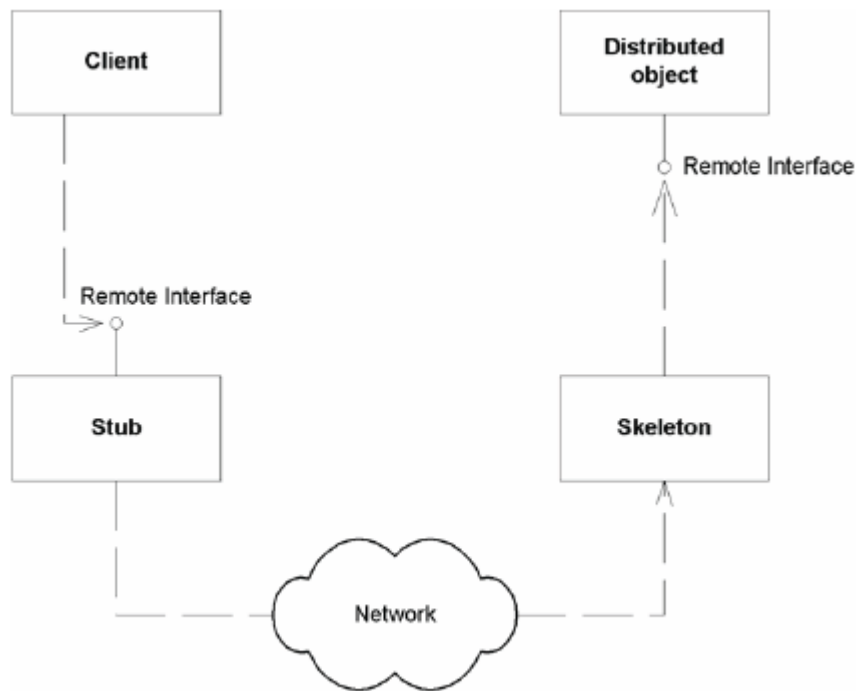 Client
Distributed
object
Remote Interface
Remote Interface
Stub
Skeleton
Network